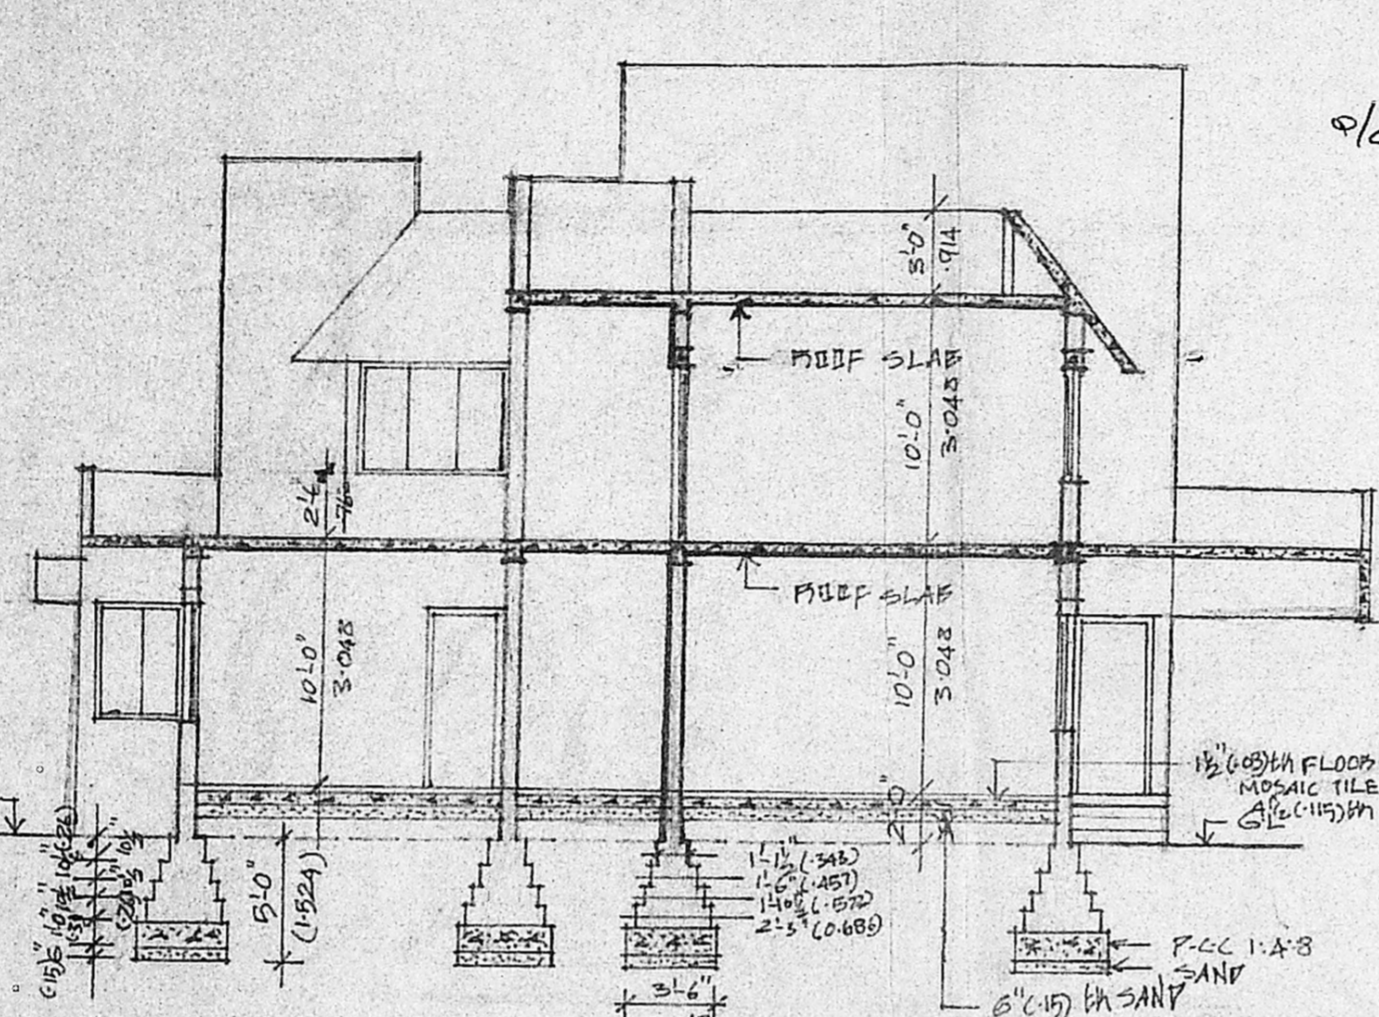 3'-0"
.914
ROOF SLAB
10'-0"
3.048
2'-6"
.76
ROOF SLAB
10'-0"
3.048
10'-0"
3.048
2'-0"
1½"(.03)th FLOOR
MOSAIC TILE
4½"(.115)th
GL
5'-0"
(1.524)
1'-1½"(.343)
1'-6"(.457)
1'-10½"(.572)
2'-3"(0.686)
3'-6"
P.C.C 1:4:8
SAND
6"(.15) th SAND